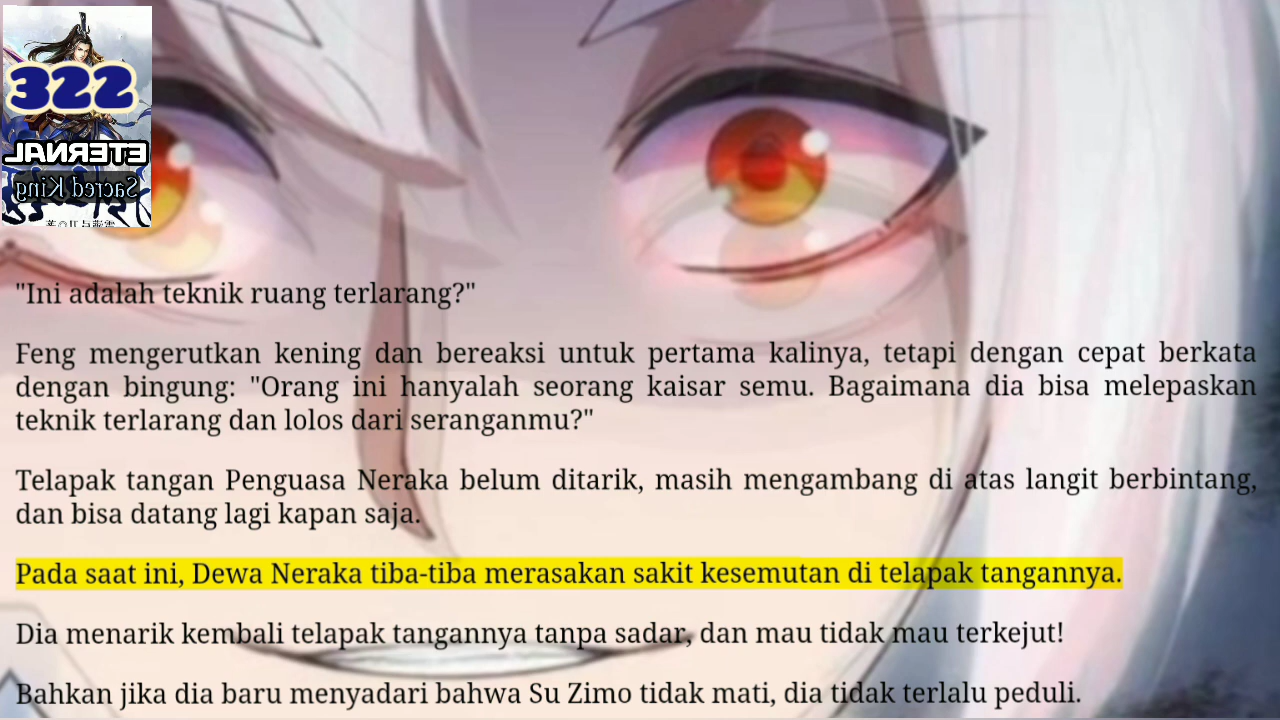 322
ETERNAL
Sacred King
"Ini adalah teknik ruang terlarang?"
Feng mengerutkan kening dan bereaksi untuk pertama kalinya, tetapi dengan cepat berkata
dengan bingung: "Orang ini hanyalah seorang kaisar semu. Bagaimana dia bisa melepaskan
teknik terlarang dan lolos dari seranganmu?"
Telapak tangan Penguasa Neraka belum ditarik, masih mengambang di atas langit berbintang,
dan bisa datang lagi kapan saja.
Pada saat ini, Dewa Neraka tiba-tiba merasakan sakit kesemutan di telapak tangannya.
Dia menarik kembali telapak tangannya tanpa sadar, dan mau tidak mau terkejut!
Bahkan jika dia baru menyadari bahwa Su Zimo tidak mati, dia tidak terlalu peduli.